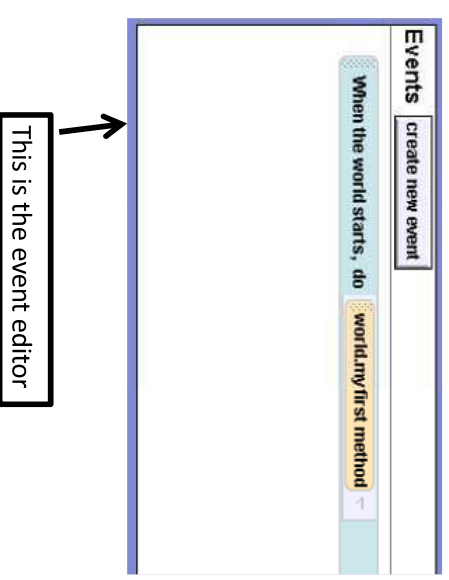 Events create new event
When the world starts, do world.my first method
This is the event editor